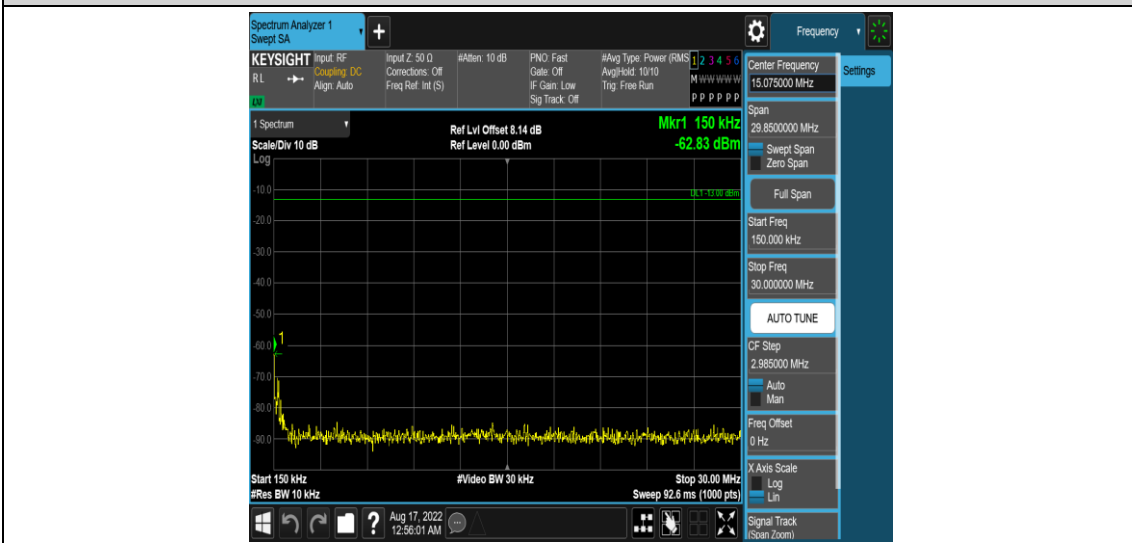 Spectrum Analyzer 1
Swept SA
Frequency
KEYSIGHT
RL
Input: RF
Coupling: DC
Align: Auto
Input Z: 50 Ω
Corrections: Off
Freq Ref: Int (S)
#Atten: 10 dB
PNO: Fast
Gate: Off
IF Gain: Low
Sig Track: Off
#Avg Type: Power (RMS
Avg|Hold: 10/10
Trig: Free Run
1 2 3 4 5 6
M W W W W W
P P P P P P
1 Spectrum
Scale/Div 10 dB
Log
Ref Lvl Offset 8.14 dB
Ref Level 0.00 dBm
Mkr1 150 kHz
-62.83 dBm
DL1 -13.00 dBm
-10.0
-20.0
-30.0
-40.0
-50.0
-60.0
-70.0
-80.0
-90.0
1
Start 150 kHz
#Res BW 10 kHz
#Video BW 30 kHz
Stop 30.00 MHz
Sweep 92.6 ms (1000 pts)
Center Frequency
15.075000 MHz
Settings
Span
29.8500000 MHz
Swept Span
Zero Span
Full Span
Start Freq
150.000 kHz
Stop Freq
30.000000 MHz
AUTO TUNE
CF Step
2.985000 MHz
Auto
Man
Freq Offset
0 Hz
X Axis Scale
Log
Lin
Signal Track
(Span Zoom)
?
Aug 17, 2022
12:56:01 AM